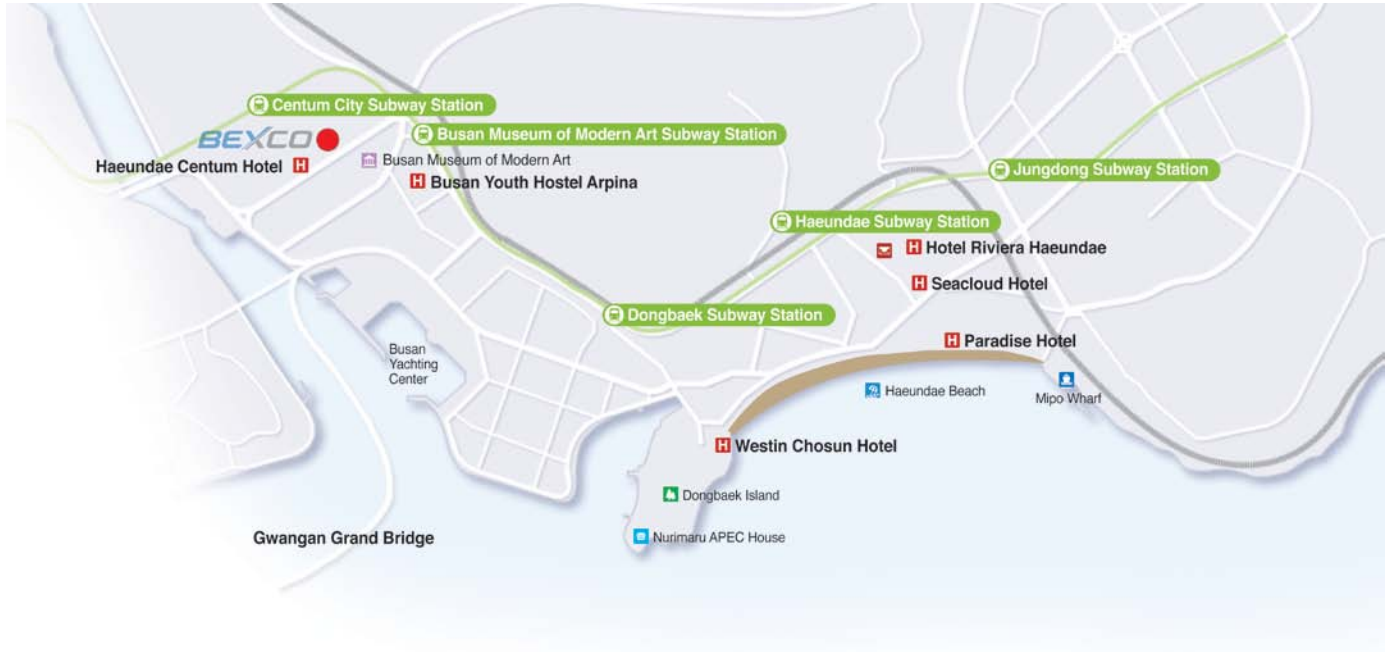 Centum City Subway Station
BEXCO
Haeundae Centum Hotel
H
Busan Museum of Modern Art Subway Station
Busan Museum of Modern Art
H
Busan Youth Hostel Arpina
Jungdong Subway Station
Haeundae Subway Station
H
Hotel Riviera Haeundae
H
Seacloud Hotel
Dongbaek Subway Station
H
Paradise Hotel
Busan
Yachting
Center
Haeundae Beach
Mipo Wharf
H
Westin Chosun Hotel
Dongbaek Island
Nurimaru APEC House
Gwangan Grand Bridge